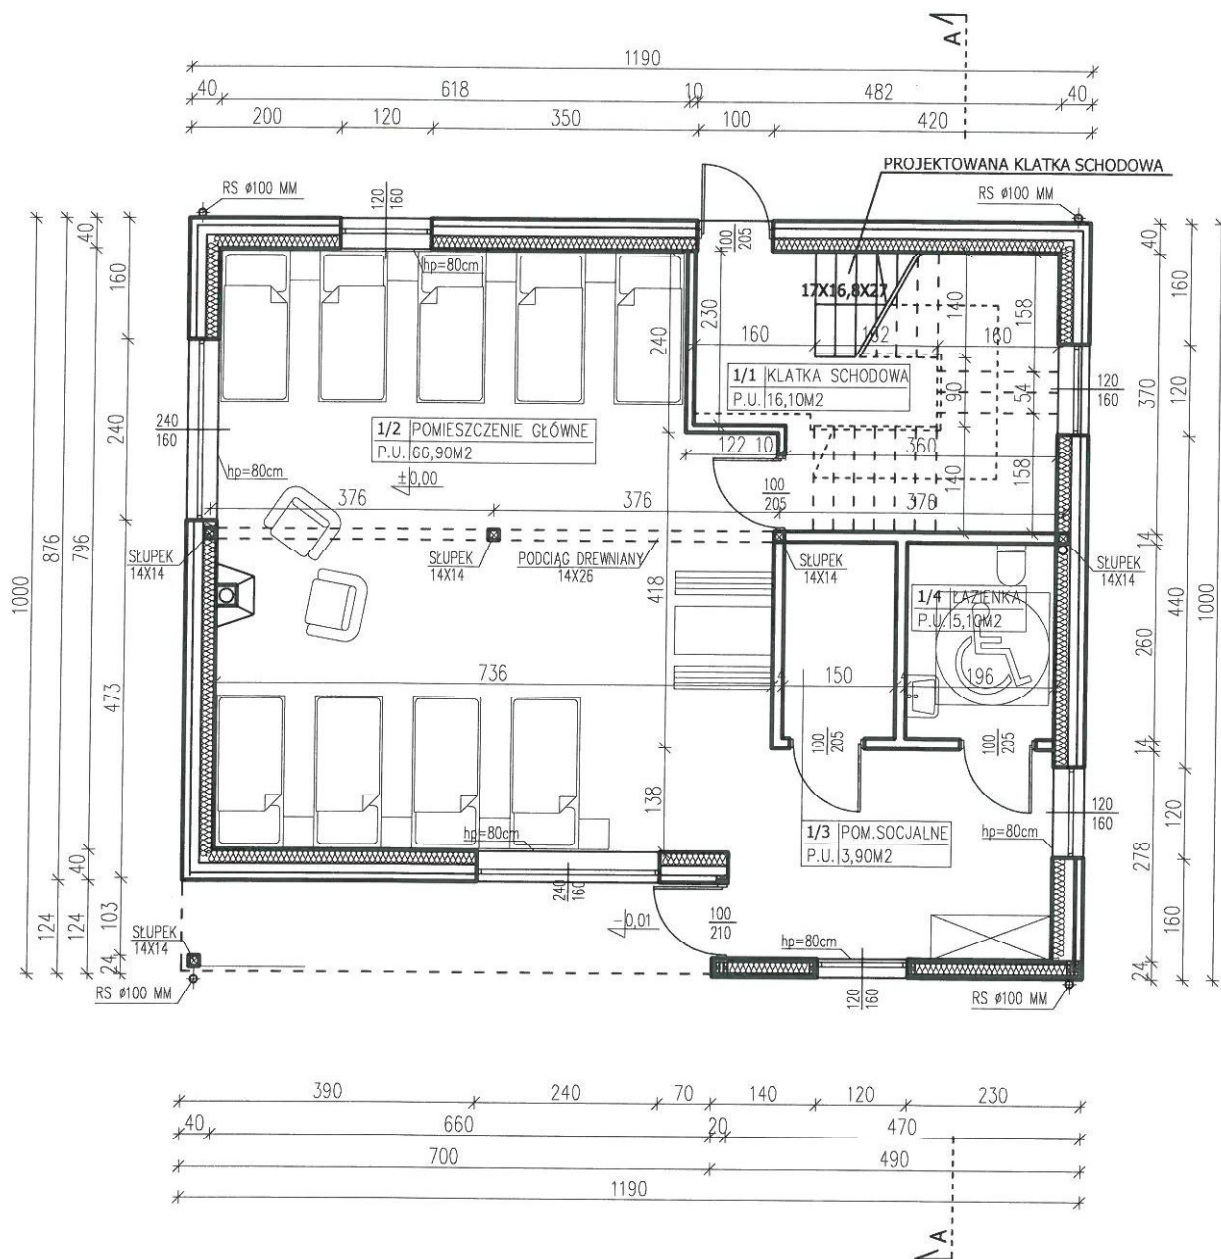 A
1190
40 618 10 482 40
200 120 350 100 420
PROJEKTOWANA KLATKA SCHODOWA
RS ø100 MM
120
160
100
205
RS ø100 MM
hp=80cm
17X16,8X27
230
240
140
158
160
160
1/1 KLATKA SCHODOWA
P.U. 16,10M2
90
54
120
160
240
160
1/2 POMIESZCZENIE GŁÓWNE
P.U. 66,90M2
hp=80cm
±0,00
122 10
360
140
158
100
205
376
376
376
SŁUPEK
14X14
SŁUPEK
14X14
PODCIĄG DREWNIANY
14X26
SŁUPEK
14X14
SŁUPEK
14X14
418
1/4 ŁAZIENKA
P.U. 5,10M2
736
150
196
100
205
100
205
138
hp=80cm
1/3 POM.SOCJALNE
P.U. 3,90M2
120
160
hp=80cm
240
160
-0,01
100
210
hp=80cm
120
160
SŁUPEK
14X14
RS ø100 MM
RS ø100 MM
1000
876
124
40
796
40
124
160
240
473
103
24
40
370
14
260
14
278
24
160
120
440
120
160
1000
390 240 70 140 120 230
40 660 20 470
700 490
1190
A